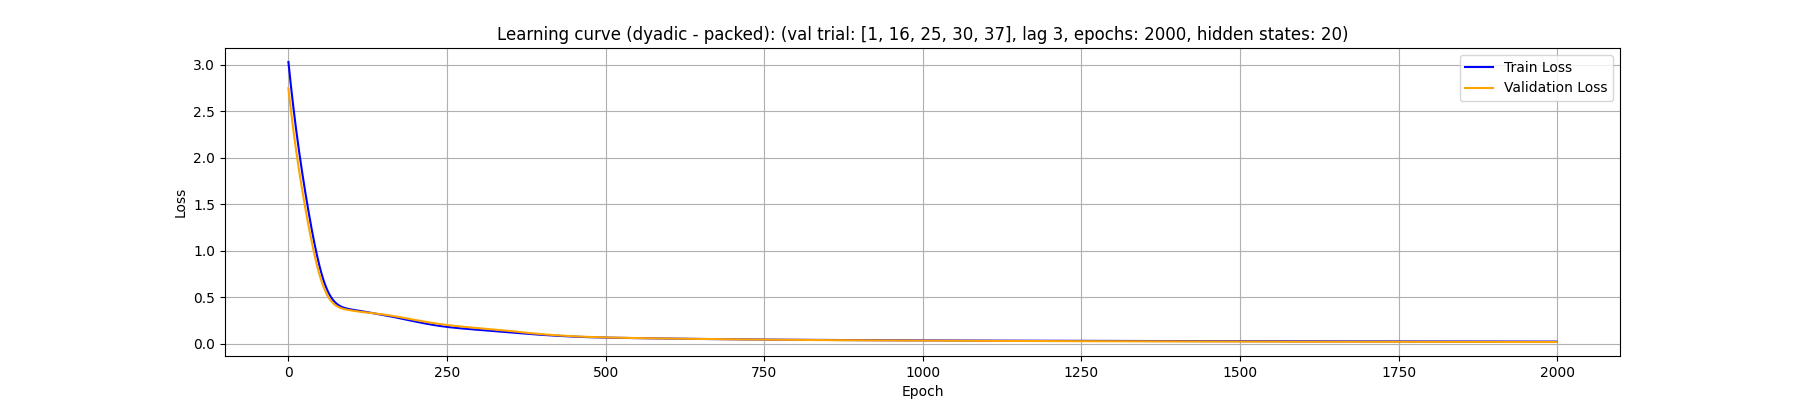 Learning curve (dyadic - packed): (val trial: [1, 16, 25, 30, 37], lag 3, epochs: 2000, hidden states: 20)
Train Loss
Validation Loss
3.0
2.5
2.0
1.5
1.0
0.5
0.0
Loss
0 250 500 750 1000 1250 1500 1750 2000
Epoch